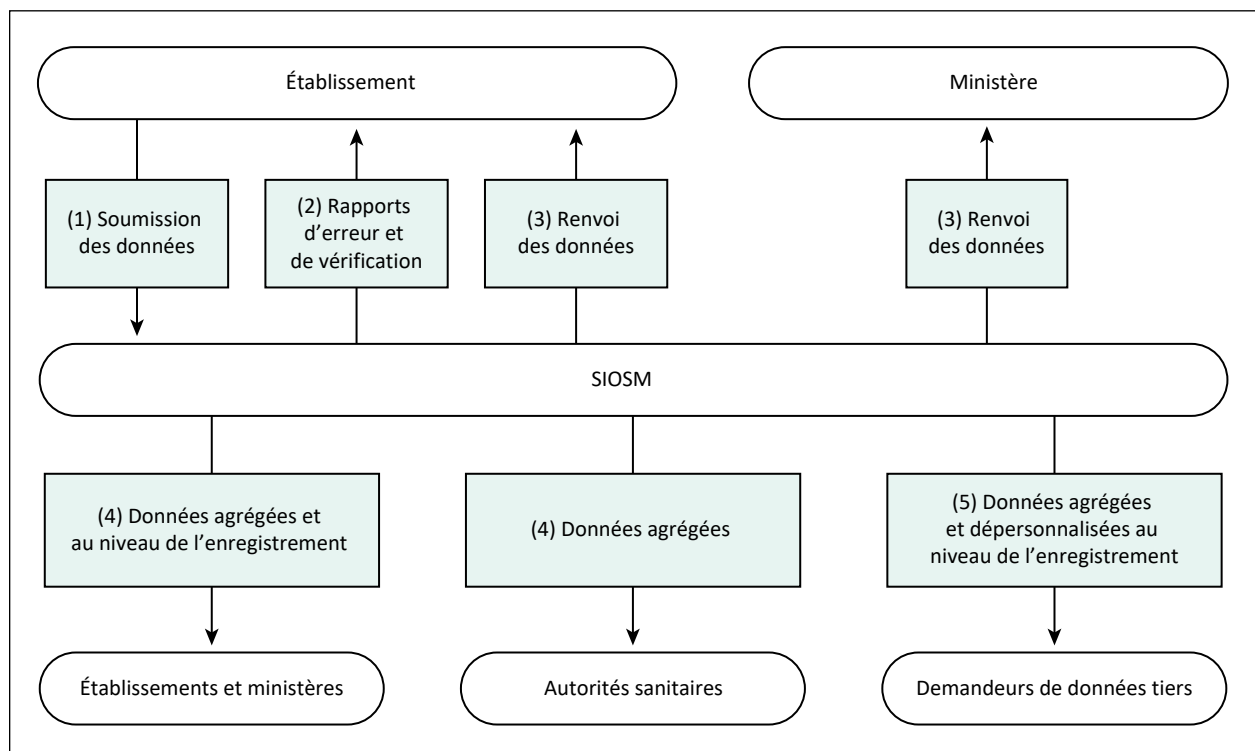 Établissement
Ministère
(1) Soumission
des données
(2) Rapports
d’erreur et
de vérification
(3) Renvoi
des données
(3) Renvoi
des données
SIOSM
(4) Données agrégées et
au niveau de l’enregistrement
(4) Données agrégées
(5) Données agrégées
et dépersonnalisées au
niveau de l’enregistrement
Établissements et ministères
Autorités sanitaires
Demandeurs de données tiers